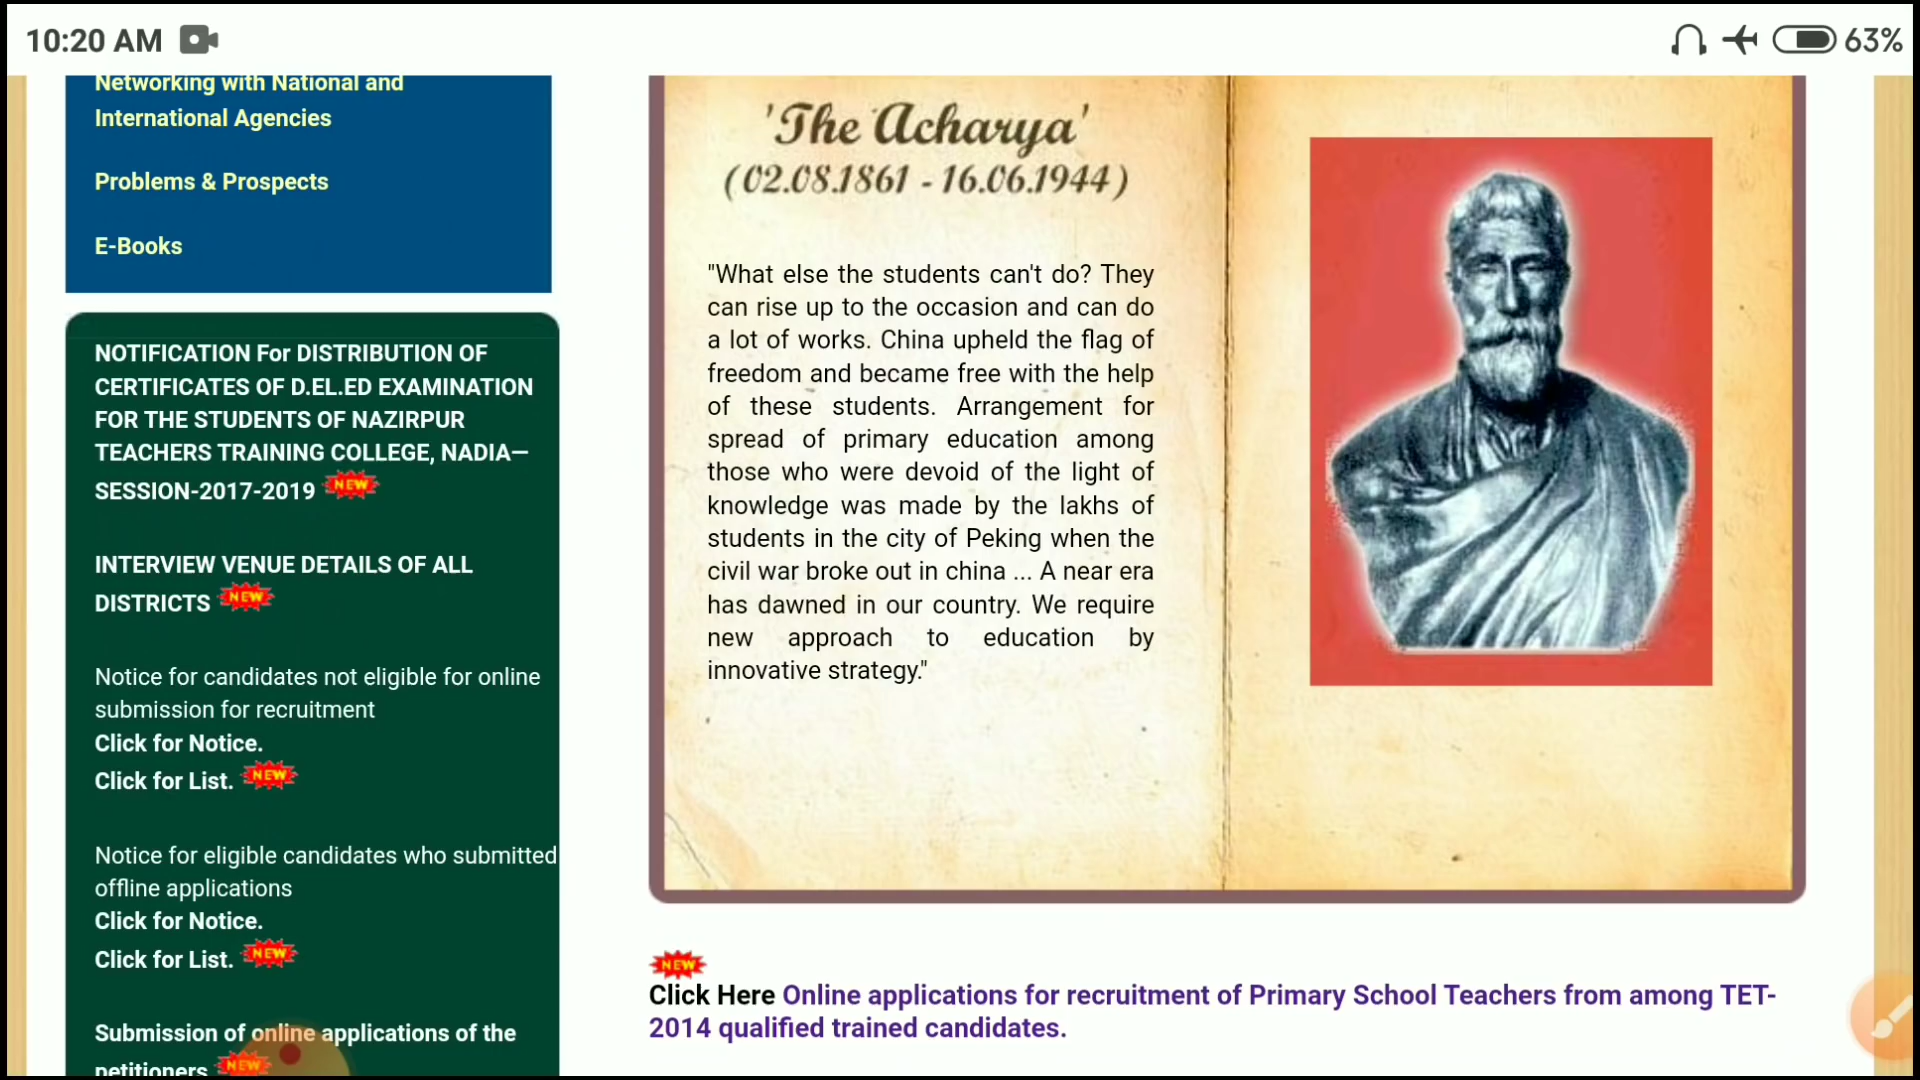 10:20 AM
63%
Networking with National and
International Agencies
Problems & Prospects
E-Books
NOTIFICATION For DISTRIBUTION OF
CERTIFICATES OF D.EL.ED EXAMINATION
FOR THE STUDENTS OF NAZIRPUR
TEACHERS TRAINING COLLEGE, NADIA—
SESSION-2017-2019 NEW
INTERVIEW VENUE DETAILS OF ALL
DISTRICTS NEW
Notice for candidates not eligible for online
submission for recruitment
Click for Notice.
Click for List. NEW
Notice for eligible candidates who submitted
offline applications
Click for Notice.
Click for List. NEW
Submission of online applications of the
petitioners NEW
'The Acharya'
(02.08.1861 - 16.06.1944)
"What else the students can't do? They
can rise up to the occasion and can do
a lot of works. China upheld the flag of
freedom and became free with the help
of these students. Arrangement for
spread of primary education among
those who were devoid of the light of
knowledge was made by the lakhs of
students in the city of Peking when the
civil war broke out in china ... A near era
has dawned in our country. We require
new approach to education by
innovative strategy."
NEW
Click Here Online applications for recruitment of Primary School Teachers from among TET-
2014 qualified trained candidates.